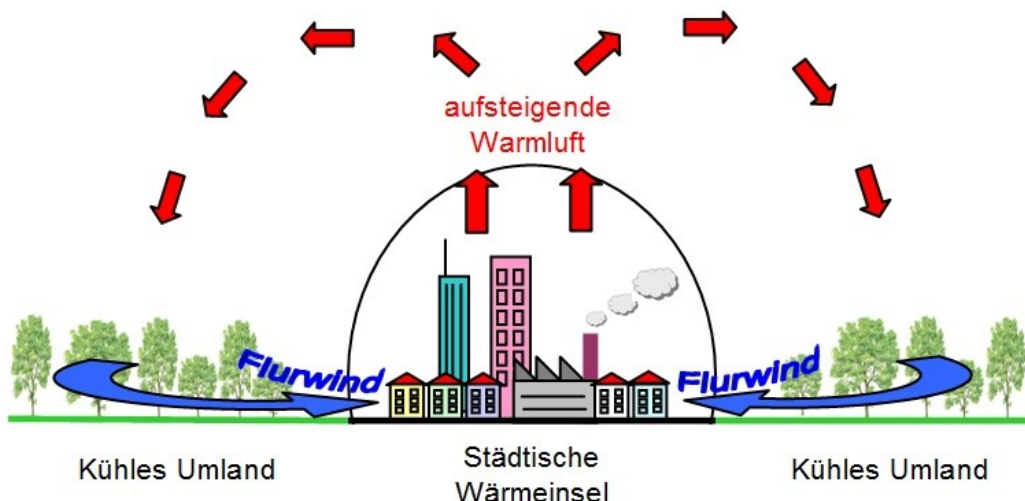 aufsteigende
Warmluft
Flurwind
Flurwind
Kühles Umland
Städtische
Wärmeinsel
Kühles Umland